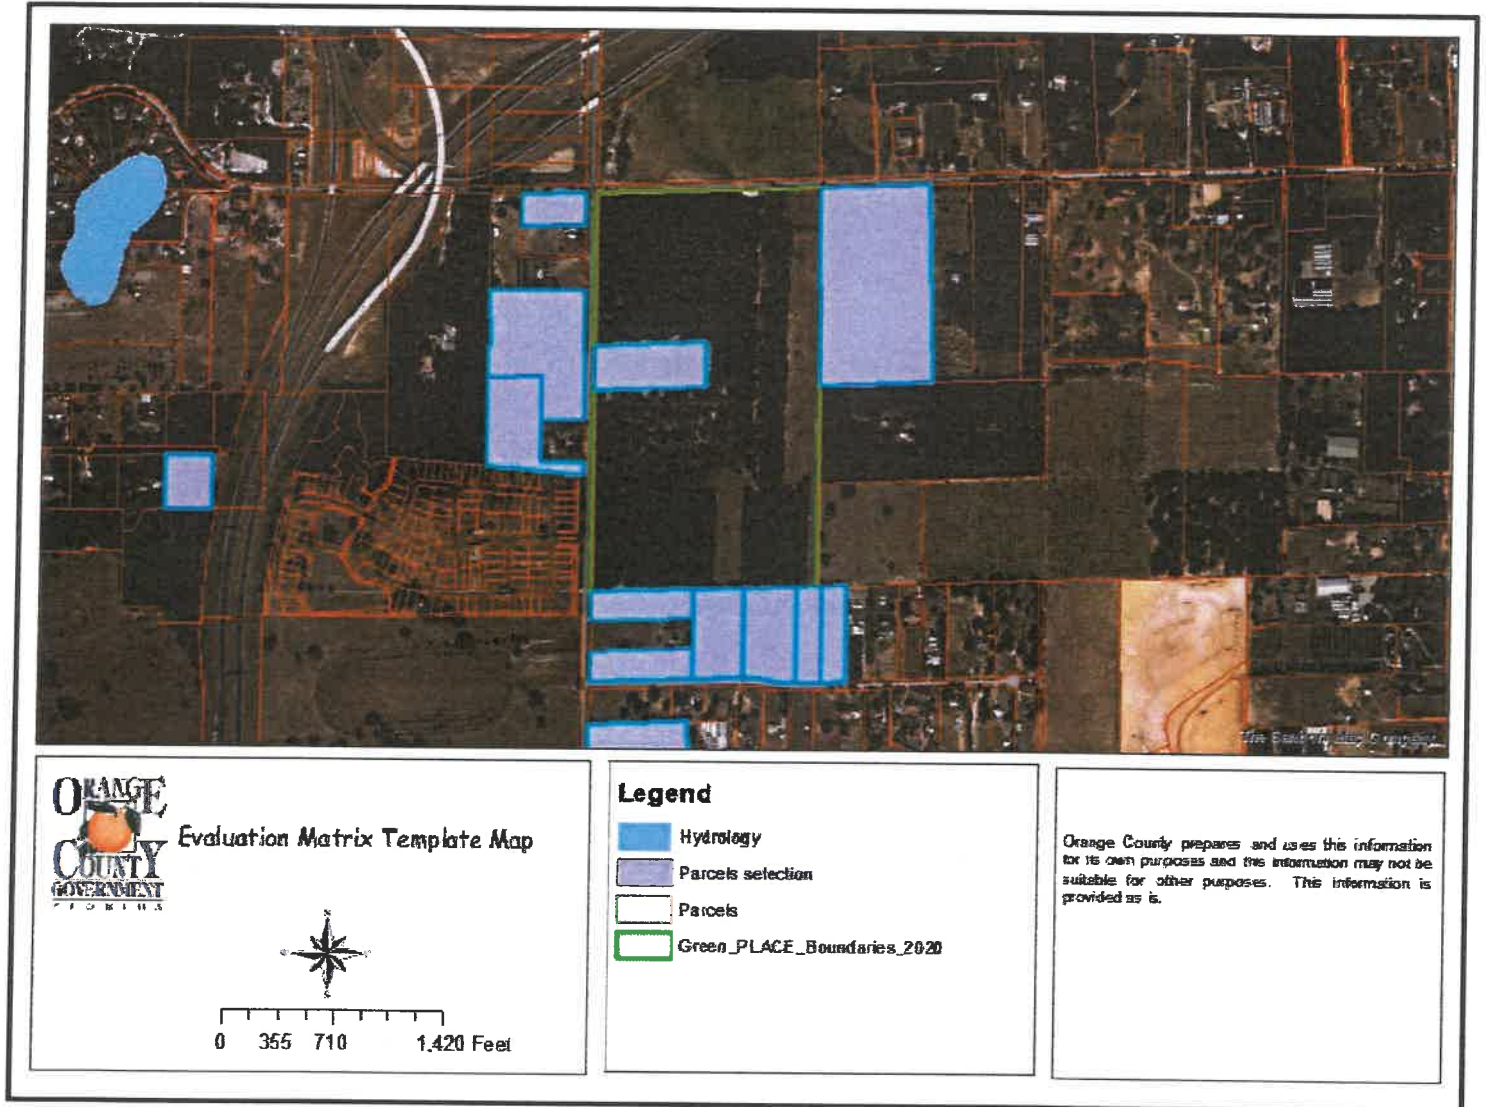 ORANGE
COUNTY
GOVERNMENT
FLORIDA
Evaluation Matrix Template Map
N
S
0 355 710 1,420 Feet
Legend
Hydrology
Parcels selection
Parcels
Green_PLACE_Boundaries_2020
Orange County prepares and uses this information
for its own purposes and this information may not be
suitable for other purposes. This information is
provided as is.